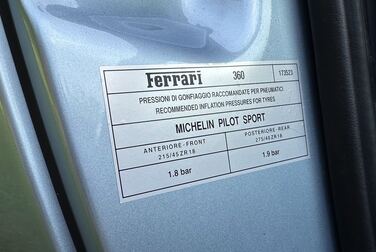 Ferrari 360 173523
PRESSIONI DI GONFIAGGIO RACCOMANDATE PER PNEUMATICI
RECOMMENDED INFLATION PRESSURES FOR TYRES
MICHELIN PILOT SPORT
ANTERIORE-FRONT POSTERIORE-REAR
215/45ZR18 275/40ZR18
1.8 bar 1.9 bar